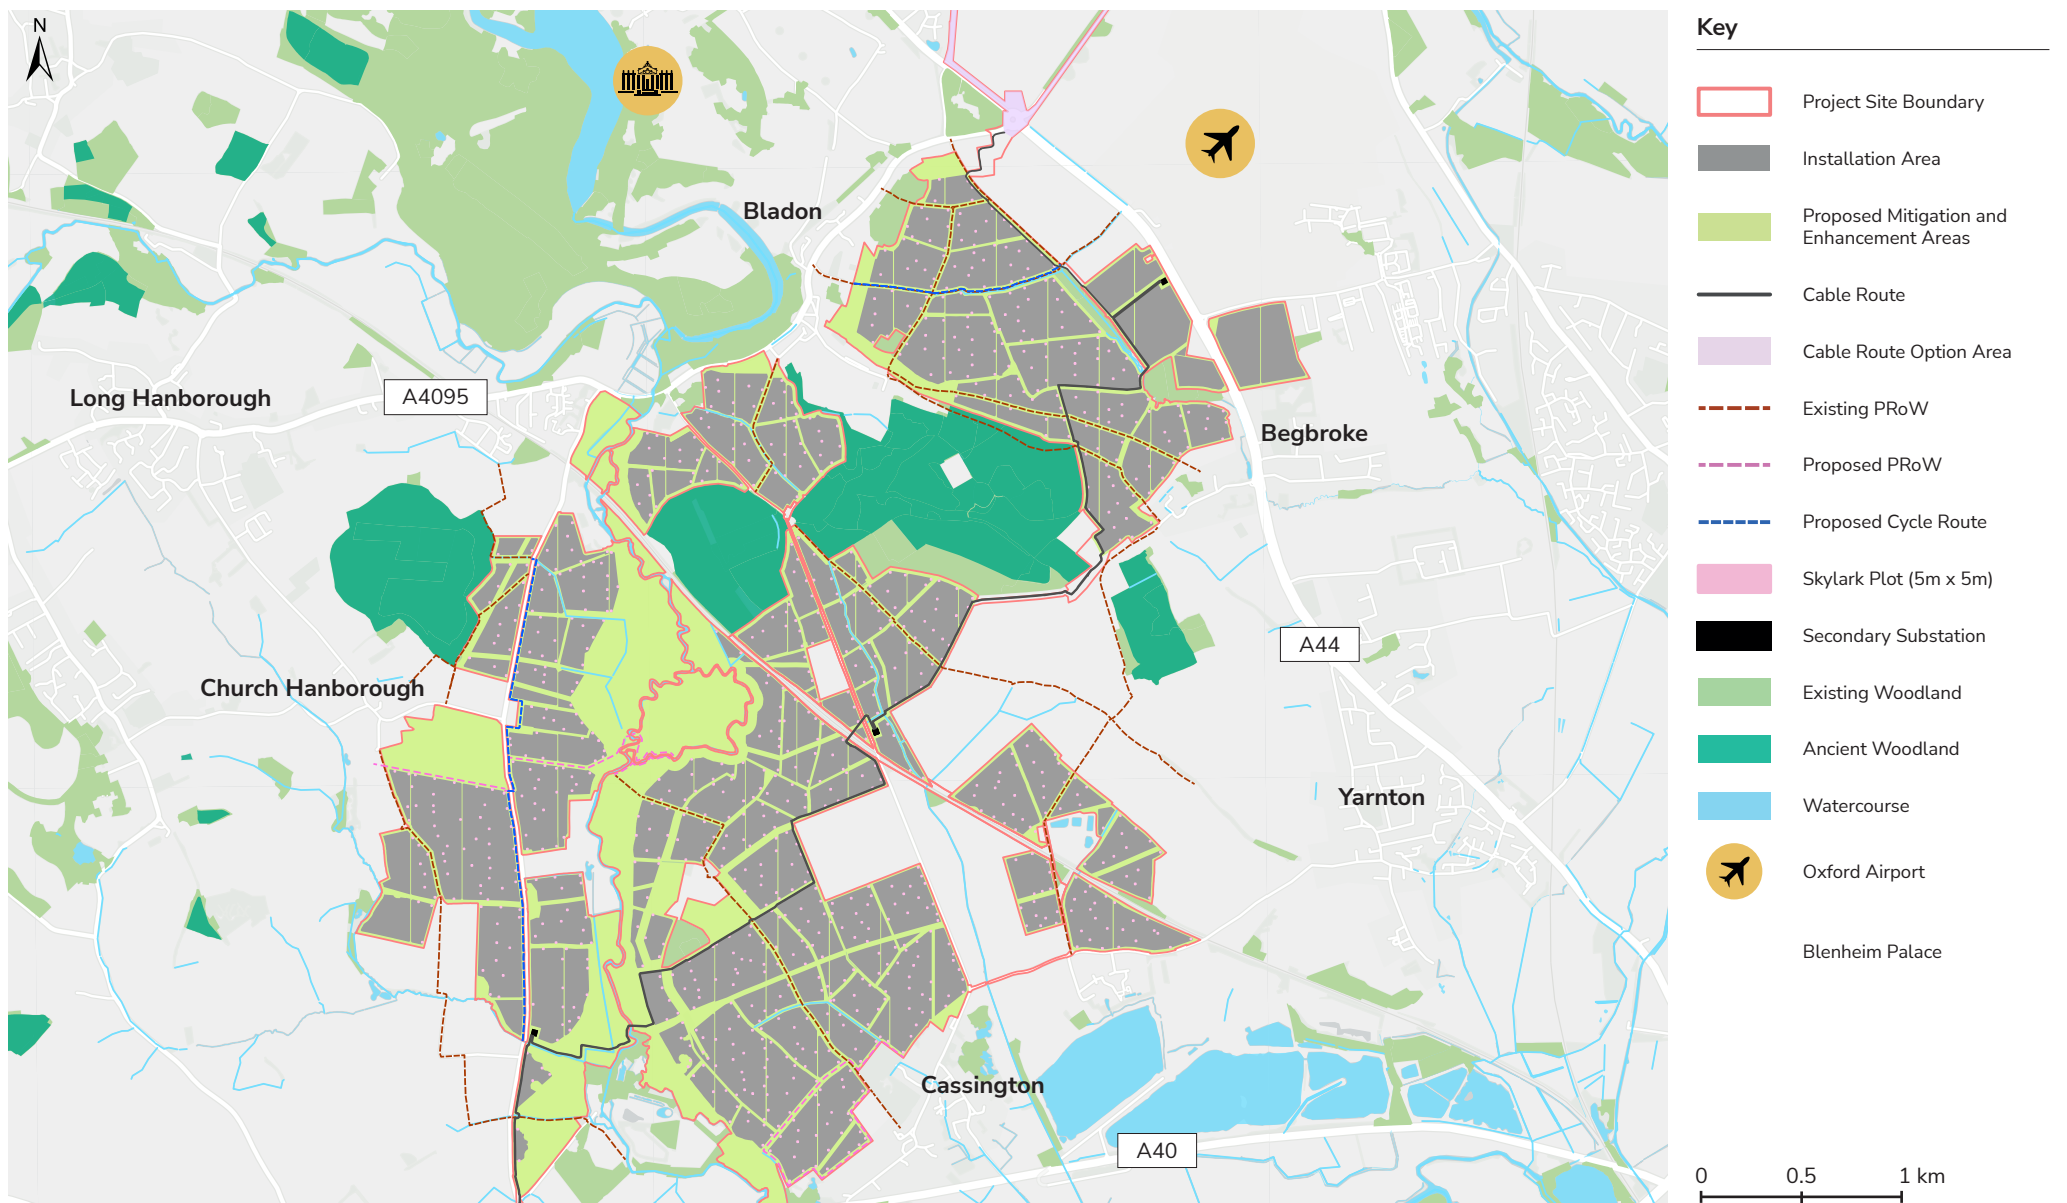 N
Bladon
Long Hanborough
A4095
Begbroke
A44
Church Hanborough
Yarnton
Cassington
A40
Key
Project Site Boundary
Installation Area
Proposed Mitigation and
Enhancement Areas
Cable Route
Cable Route Option Area
Existing PRoW
Proposed PRoW
Proposed Cycle Route
Skylark Plot (5m x 5m)
Secondary Substation
Existing Woodland
Ancient Woodland
Watercourse
Oxford Airport
Blenheim Palace
0 0.5 1 km